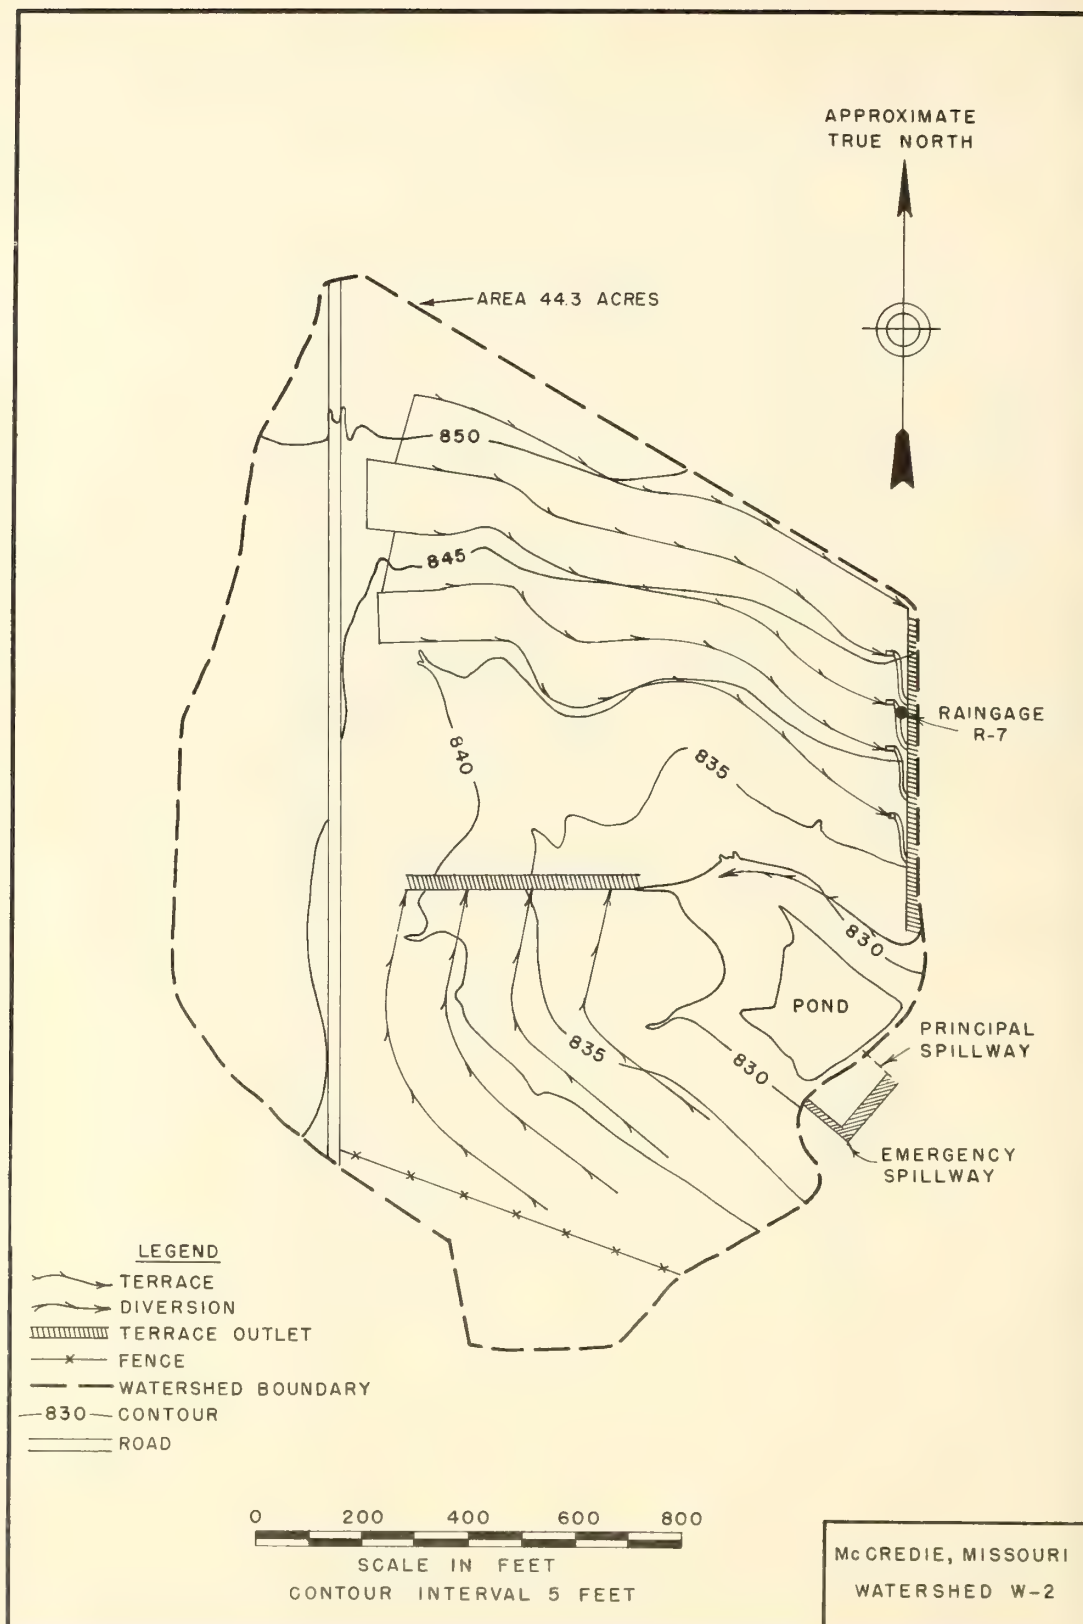 APPROXIMATE
TRUE NORTH
AREA 44.3 ACRES
850
845
RAINGAGE
R-7
840
835
830
POND
PRINCIPAL
SPILLWAY
835
830
EMERGENCY
SPILLWAY
LEGEND
TERRACE
DIVERSION
TERRACE OUTLET
FENCE
WATERSHED BOUNDARY
830 CONTOUR
ROAD
0 200 400 600 800
SCALE IN FEET
CONTOUR INTERVAL 5 FEET
McCREDIE, MISSOURI
WATERSHED W-2